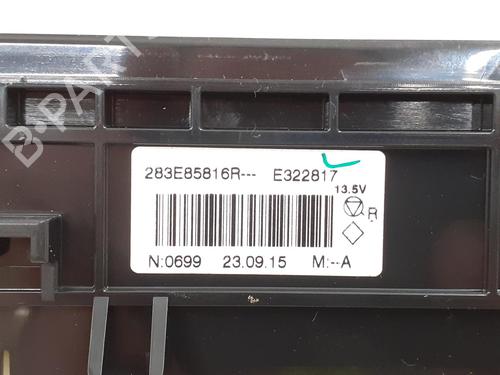 B-PARTS
283E85816R--- E322817
13.5V
R
N:0699 23.09.15 M:--A